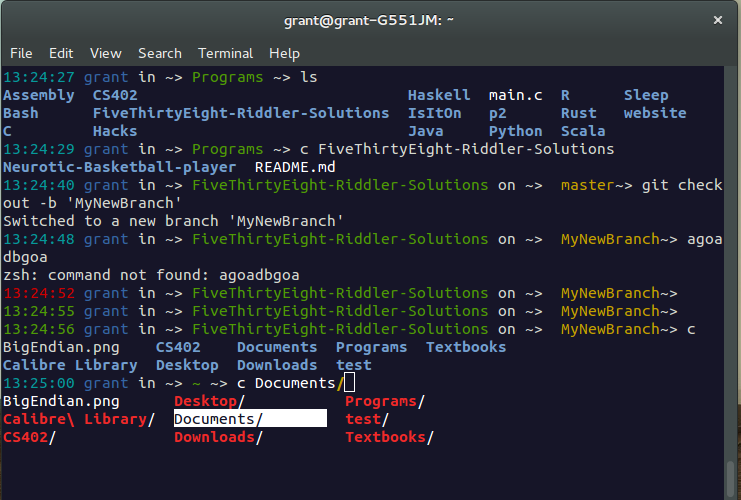 grant@grant-G551JM: ~ ×
File Edit View Search Terminal Help
13:24:27 grant in ~> Programs ~> ls
Assembly CS402 Haskell main.c R Sleep
Bash FiveThirtyEight-Riddler-Solutions IsItOn p2 Rust website
C Hacks Java Python Scala
13:24:29 grant in ~> Programs ~> c FiveThirtyEight-Riddler-Solutions
Neurotic-Basketball-player README.md
13:24:40 grant in ~> FiveThirtyEight-Riddler-Solutions on ~> master~> git check
out -b 'MyNewBranch'
Switched to a new branch 'MyNewBranch'
13:24:48 grant in ~> FiveThirtyEight-Riddler-Solutions on ~> MyNewBranch~> agoa
dbgoa
zsh: command not found: agoadbgoa
13:24:52 grant in ~> FiveThirtyEight-Riddler-Solutions on ~> MyNewBranch~>
13:24:55 grant in ~> FiveThirtyEight-Riddler-Solutions on ~> MyNewBranch~>
13:24:56 grant in ~> FiveThirtyEight-Riddler-Solutions on ~> MyNewBranch~> c
BigEndian.png CS402 Documents Programs Textbooks
Calibre Library Desktop Downloads test
13:25:00 grant in ~> ~ ~> c Documents/
BigEndian.png Desktop/ Programs/
Calibre\ Library/ Documents/ test/
CS402/ Downloads/ Textbooks/